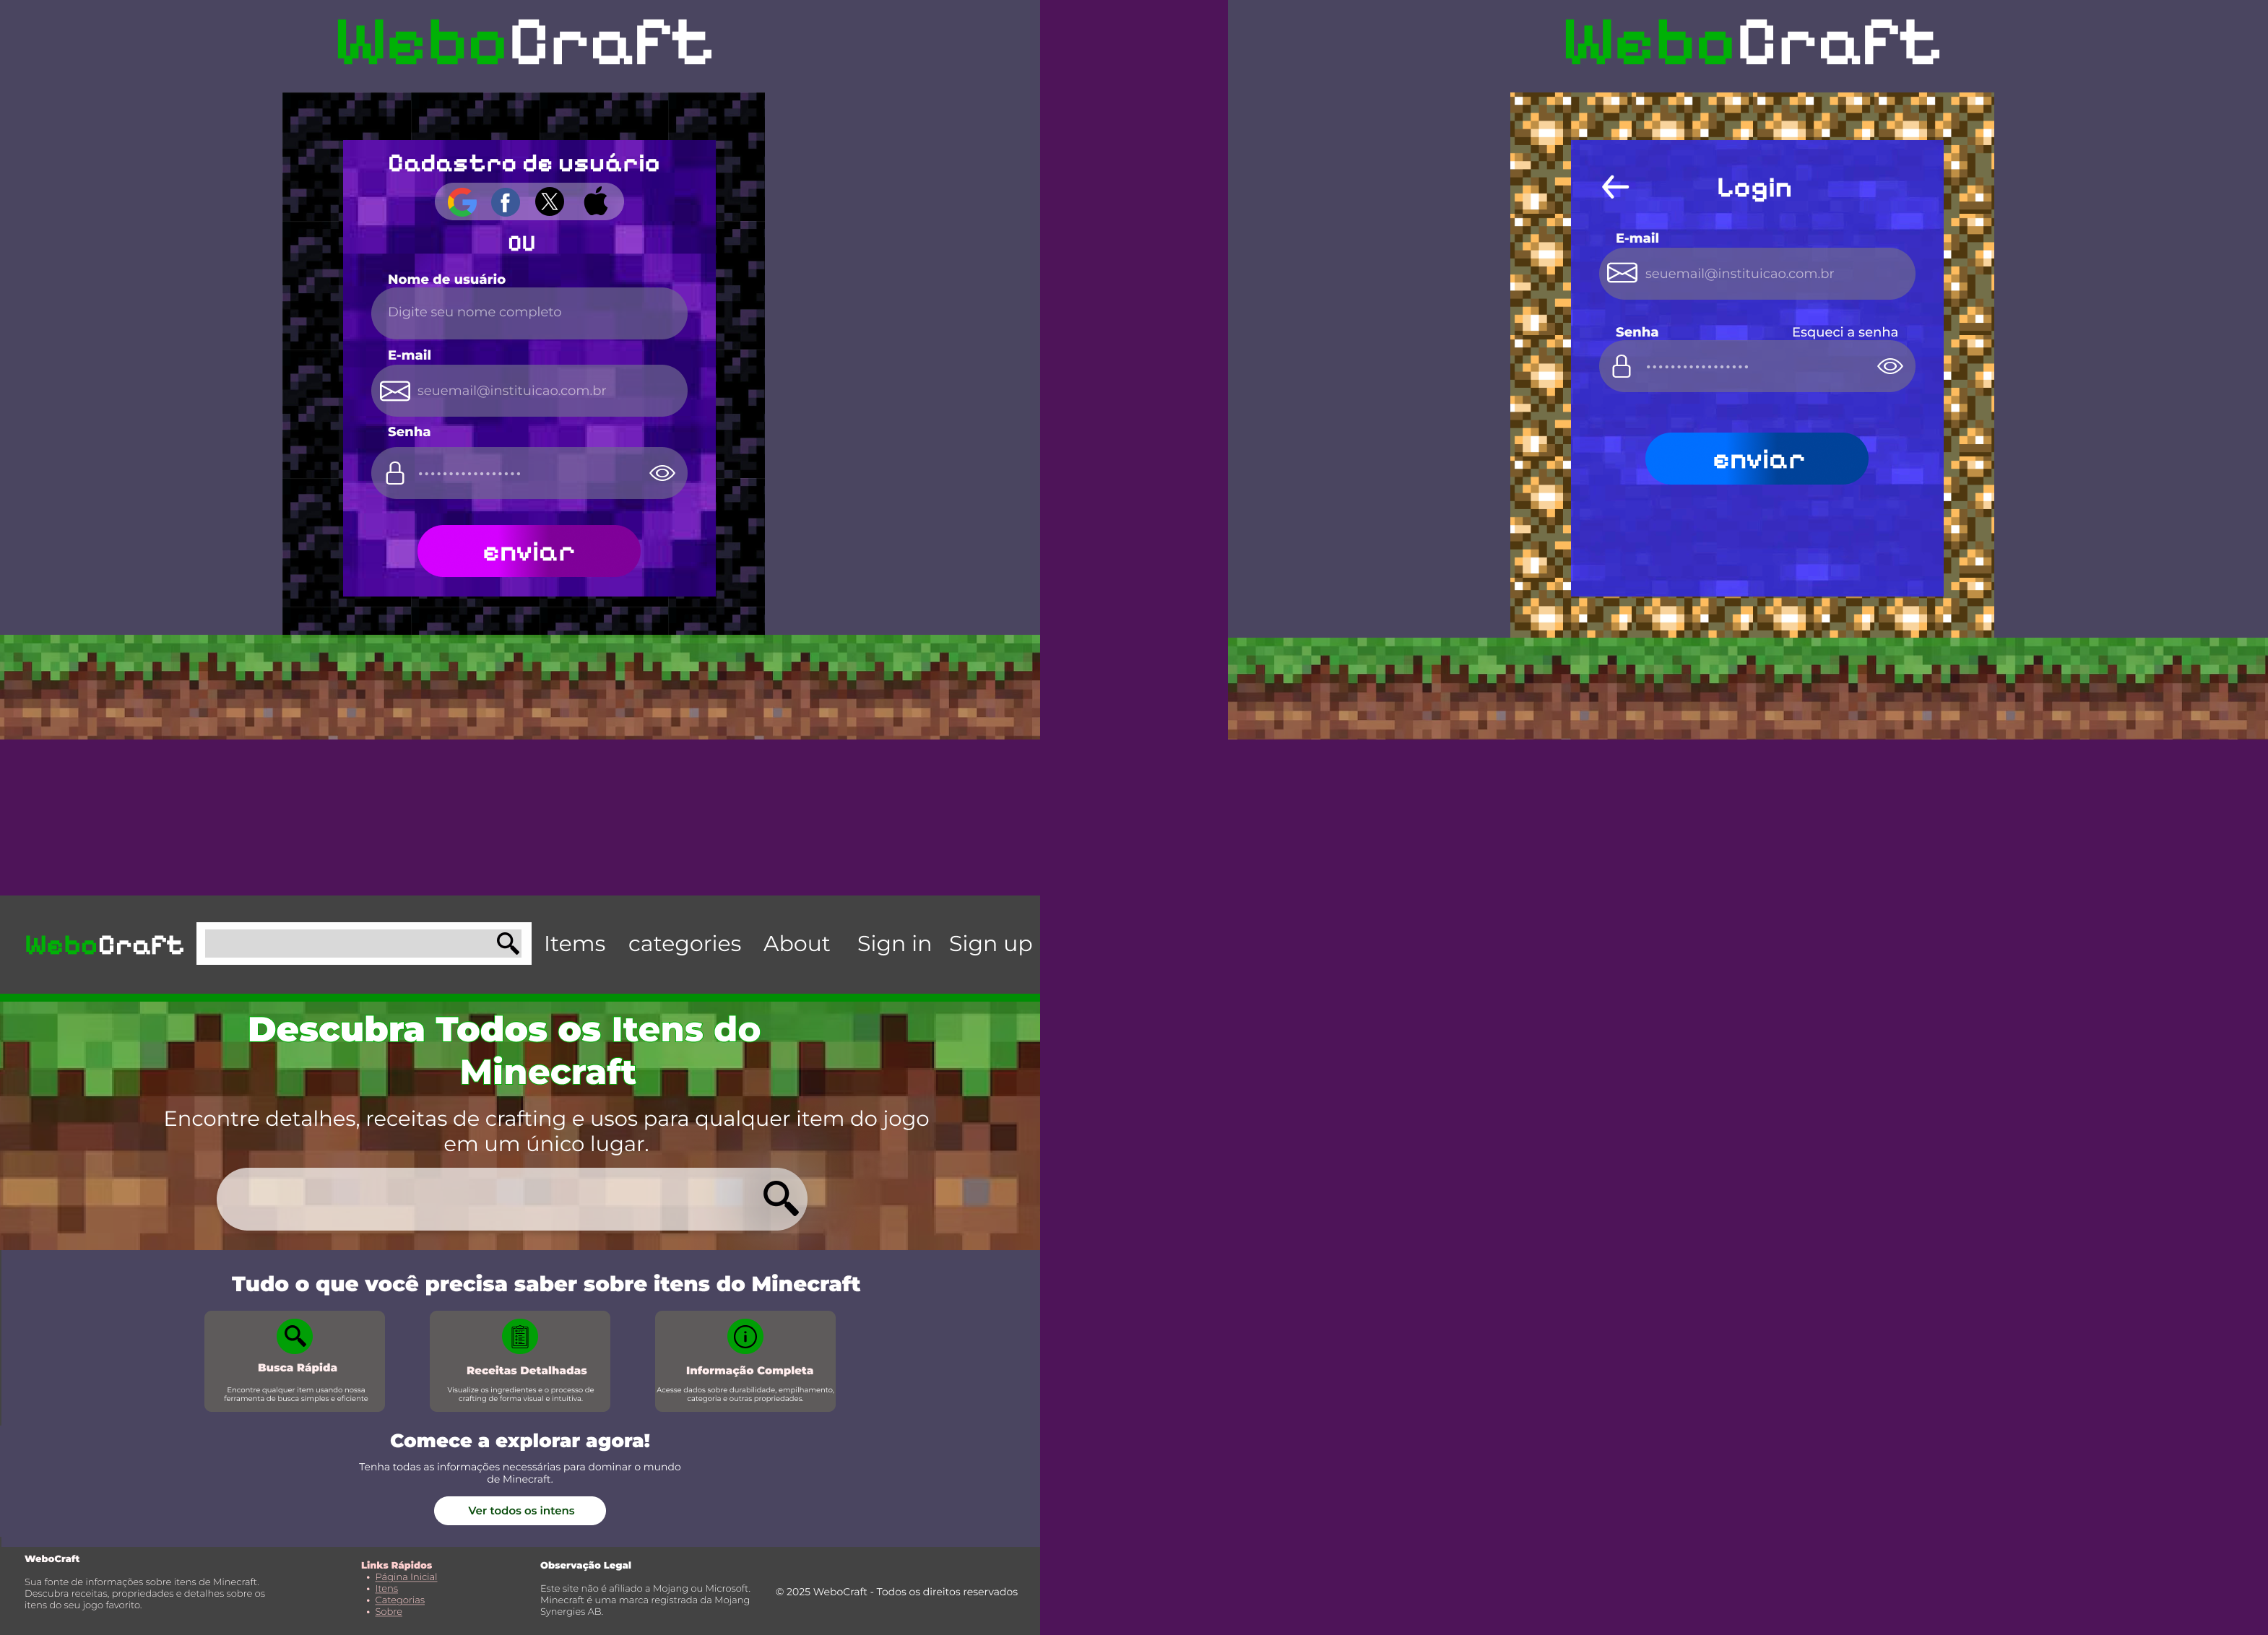 WeboCraft
Cadastro de usuário
OU
Nome de usuário
Digite seu nome completo
E-mail
seuemail@instituicao.com.br
Senha
•••••••••••••••••
enviar
WeboCraft
Login
E-mail
seuemail@instituicao.com.br
Senha
Esqueci a senha
•••••••••••••••••
enviar
WeboCraft
Items
categories
About
Sign in
Sign up
Descubra Todos os Itens do
Minecraft
Encontre detalhes, receitas de crafting e usos para qualquer item do jogo
em um único lugar.
Tudo o que você precisa saber sobre itens do Minecraft
Busca Rápida
Encontre qualquer item usando nossa
ferramenta de busca simples e eficiente
Receitas Detalhadas
Visualize os ingredientes e o processo de
crafting de forma visual e intuitiva.
Informação Completa
Acesse dados sobre durabilidade, empilhamento,
categoria e outras propriedades.
Comece a explorar agora!
Tenha todas as informações necessárias para dominar o mundo
de Minecraft.
Ver todos os intens
WeboCraft
Sua fonte de informações sobre itens de Minecraft.
Descubra receitas, propriedades e detalhes sobre os
itens do seu jogo favorito.
Links Rápidos
• Página Inicial
• Itens
• Categorias
• Sobre
Observação Legal
Este site não é afiliado a Mojang ou Microsoft.
Minecraft é uma marca registrada da Mojang
Synergies AB.
© 2025 WeboCraft - Todos os direitos reservados